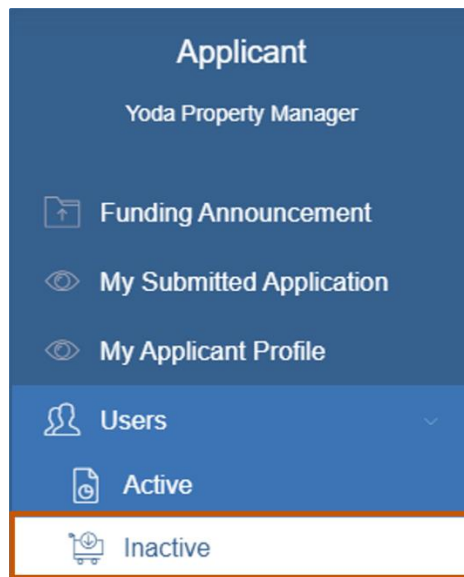 Applicant
Yoda Property Manager
Funding Announcement
My Submitted Application
My Applicant Profile
Users
Active
Inactive